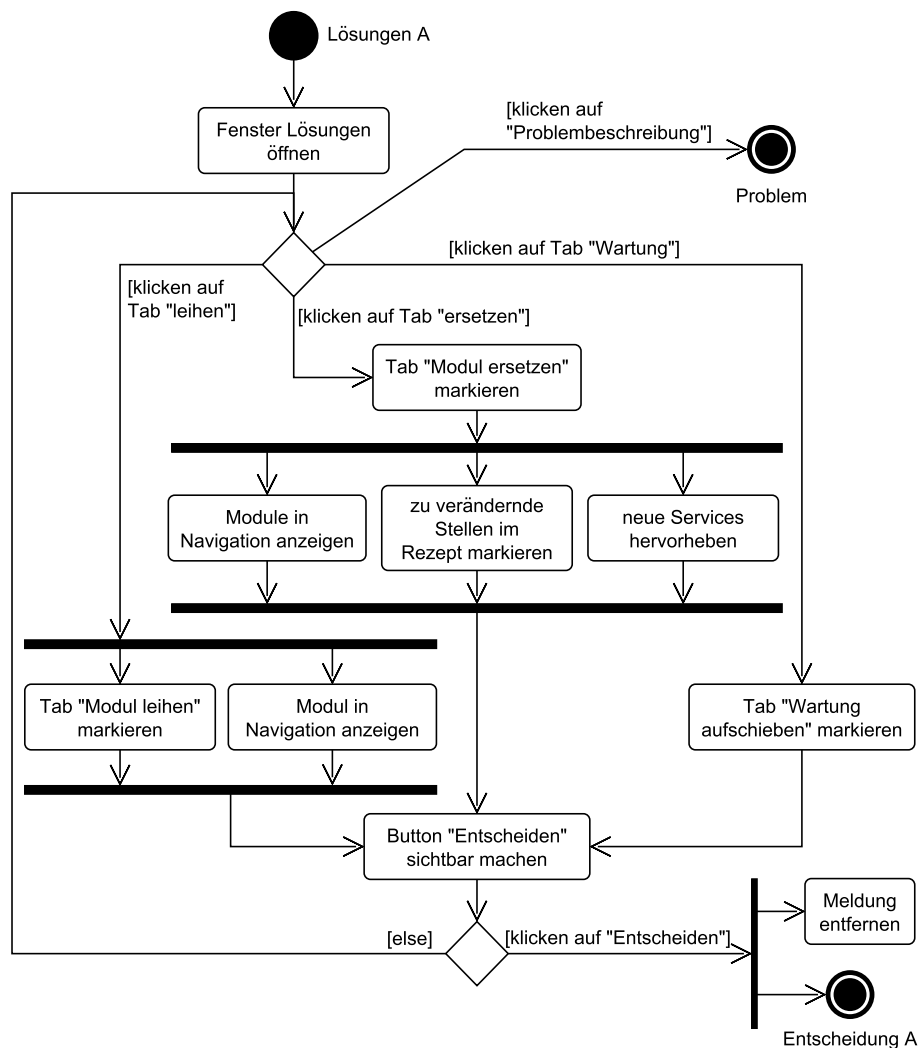 Lösungen A
Fenster Lösungen
öffnen
[klicken auf
"Problembeschreibung"]
Problem
[klicken auf Tab "Wartung"]
[klicken auf
Tab "leihen"]
[klicken auf Tab "ersetzen"]
Tab "Modul ersetzen"
markieren
Module in
Navigation anzeigen
zu verändernde
Stellen im
Rezept markieren
neue Services
hervorheben
Tab "Modul leihen"
markieren
Modul in
Navigation anzeigen
Tab "Wartung
aufschieben" markieren
Button "Entscheiden"
sichtbar machen
[else]
[klicken auf "Entscheiden"]
Meldung
entfernen
Entscheidung A